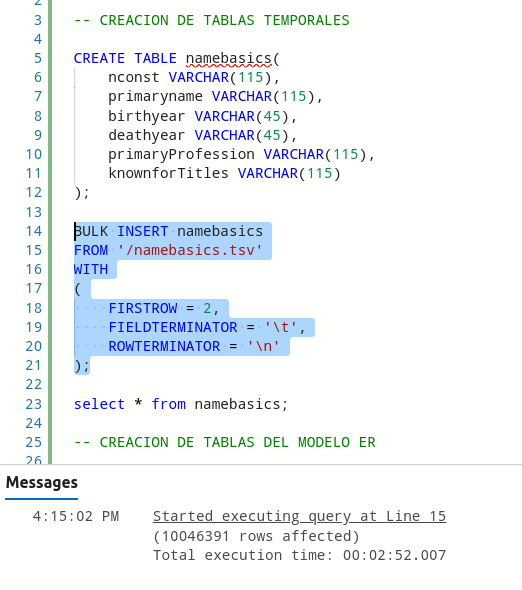 2
3 -- CREACION DE TABLAS TEMPORALES
4
5 CREATE TABLE namebasics(
6 nconst VARCHAR(115),
7 primaryname VARCHAR(115),
8 birthyear VARCHAR(45),
9 deathyear VARCHAR(45),
10 primaryProfession VARCHAR(115),
11 knownforTitles VARCHAR(115)
12 );
13
14 BULK INSERT namebasics
15 FROM '/namebasics.tsv'
16 WITH
17 (
18 FIRSTROW = 2,
19 FIELDTERMINATOR = '\t',
20 ROWTERMINATOR = '\n'
21 );
22
23 select * from namebasics;
24
25 -- CREACION DE TABLAS DEL MODELO ER
26
Messages
4:15:02 PM Started executing query at Line 15
(10046391 rows affected)
Total execution time: 00:02:52.007